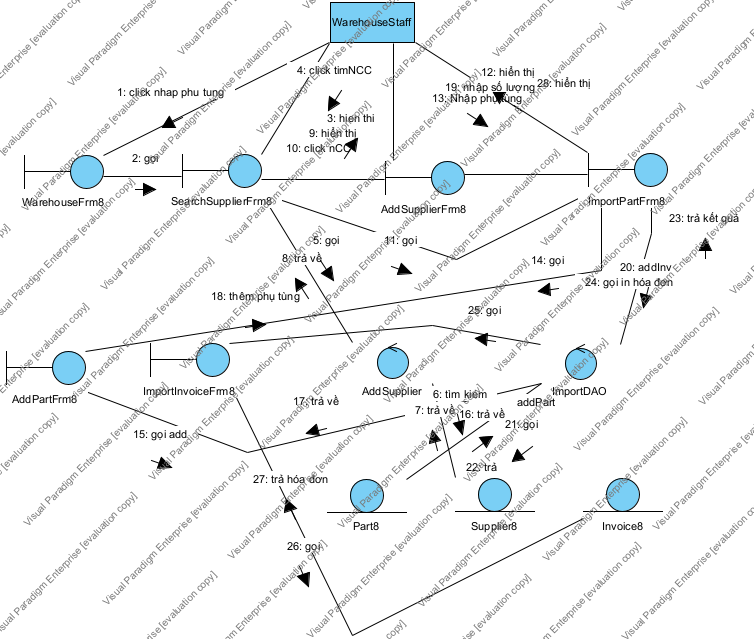 WarehouseStaff
4: click timNCC
12: hiển thị
28: hiển thị
19: nhập số lượng
13: Nhập phụ tùng
1: click nhap phu tung
3: hien thi
9: hiển thị
10: click nCC
2: gọi
WarehouseFrm8
SearchSupplierFrm8
AddSupplierFrm8
ImportPartFrm8
23: trả kết quả
5: gọi
11: gọi
8: trả về
14: gọi
20: addInv
24: gọi in hóa đơn
18: thêm phụ tùng
25: gọi
AddPartFrm8
ImportInvoiceFrm8
AddSupplier
ImportDAO
6: tìm kiếm
addPart
17: trả về
7: trả về
16: trả về
21: gọi
15: gọi add
22: trả
27: trả hóa đơn
Part8
Supplier8
Invoice8
26: gọi
Visual Paradigm Enterprise [evaluation copy]